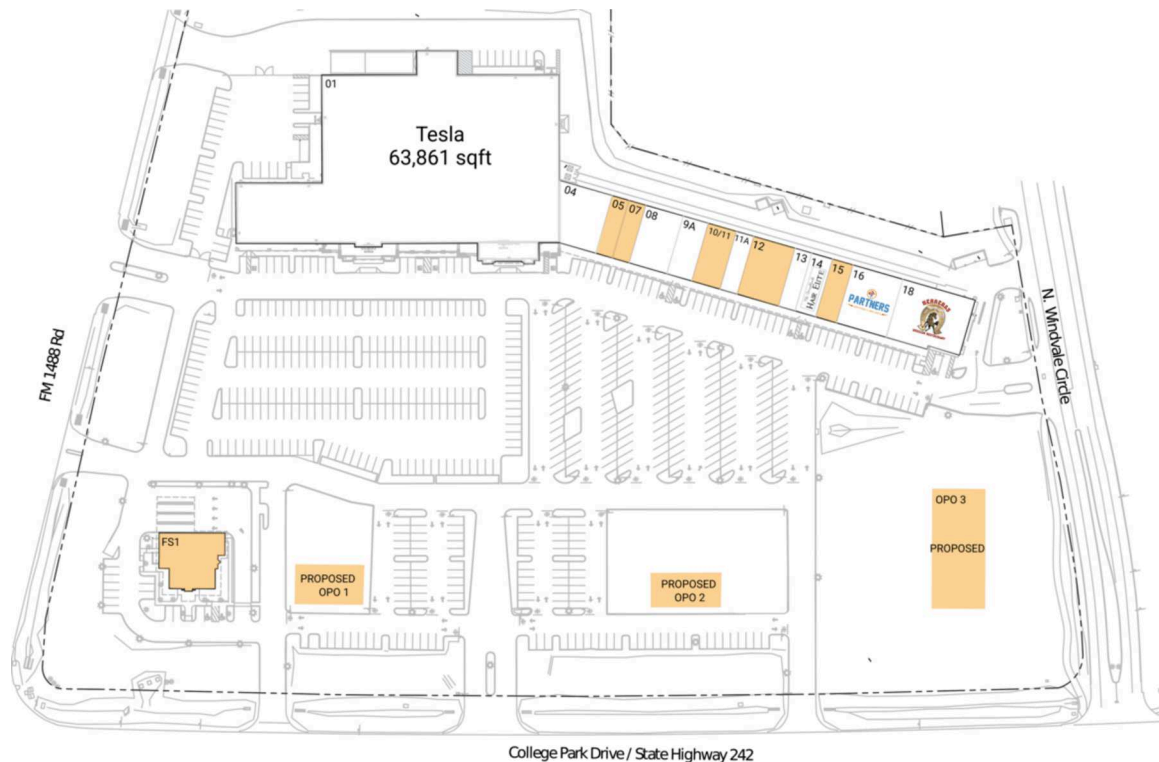 01
Tesla
63,861 sqft
04
05
07
08
9A
10/11
11A
12
13
14
HAIR ELITE
15
16
PARTNERS
18
FM 1488 Rd
N. Windvale Circle
FS1
PROPOSED
OPO 1
PROPOSED
OPO 2
OPO 3
PROPOSED
College Park Drive / State Highway 242